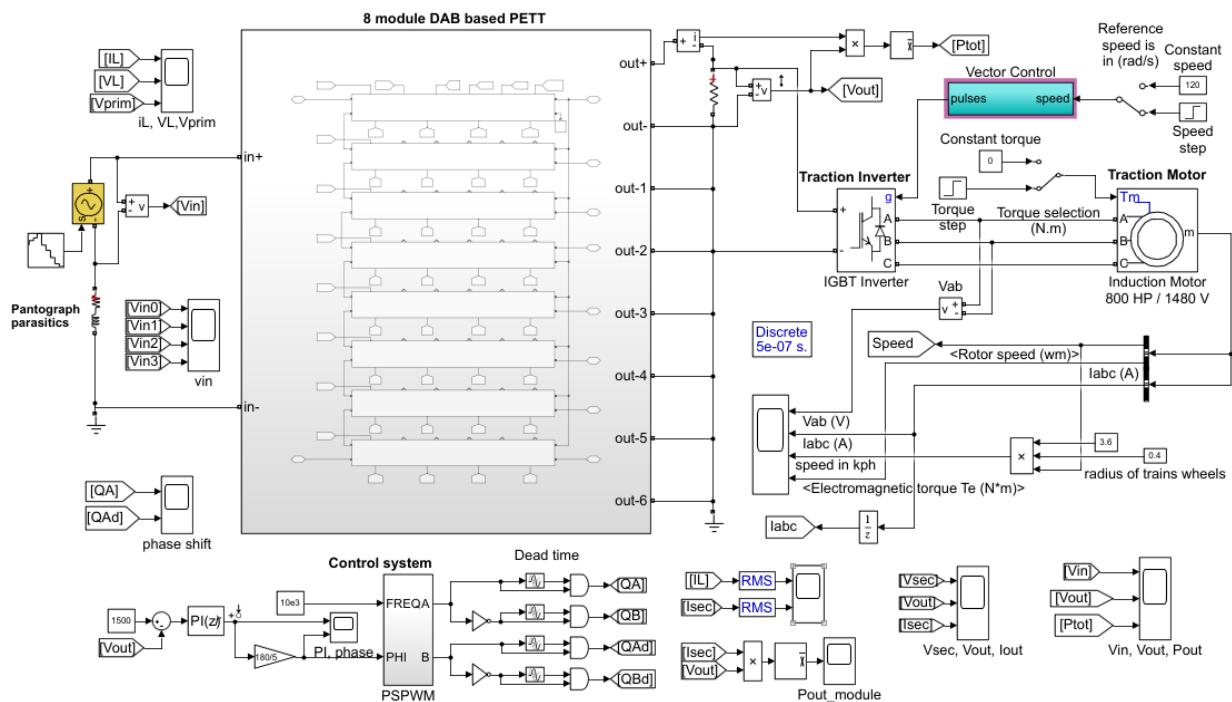 8 module DAB based PETT
[IL]
[VL]
[Vprim]
iL, VL,Vprim
in+
+
s
-
+
-
v
[Vin]
Pantograph
parasitics
[Vin0]
[Vin1]
[Vin2]
[Vin3]
vin
in-
[QA]
[QAd]
phase shift
out+
out-
out-1
out-2
out-3
out-4
out-5
out-6
+
i
-
×
[Ptot]
+
-
v
[Vout]
Reference
speed is
in (rad/s)
Constant
speed
120
Vector Control
pulses
speed
Speed
step
Constant torque
0
Torque
step
Traction Inverter
g
+
-
A
B
C
IGBT Inverter
Torque selection
(N.m)
Traction Motor
Tm
A
B
C
m
Induction Motor
800 HP / 1480 V
Vab
v
+
-
Discrete
5e-07 s.
Speed
<Rotor speed (wm)>
Iabc (A)
Vab (V)
Iabc (A)
speed in kph
<Electromagnetic torque Te (N*m)>
×
3.6
0.4
radius of trains wheels
Iabc
1
z
Control system
Dead time
1500
[Vout]
+
-
PI(z)
180/5
10e3
PI, phase
FREQ
A
PHI
B
PSPWM
[QA]
[QB]
[QAd]
[QBd]
[IL]
RMS
[Isec]
RMS
[Isec]
[Vout]
×
Pout_module
[Vsec]
[Vout]
[Isec]
Vsec, Vout, Iout
[Vin]
[Vout]
[Ptot]
Vin, Vout, Pout